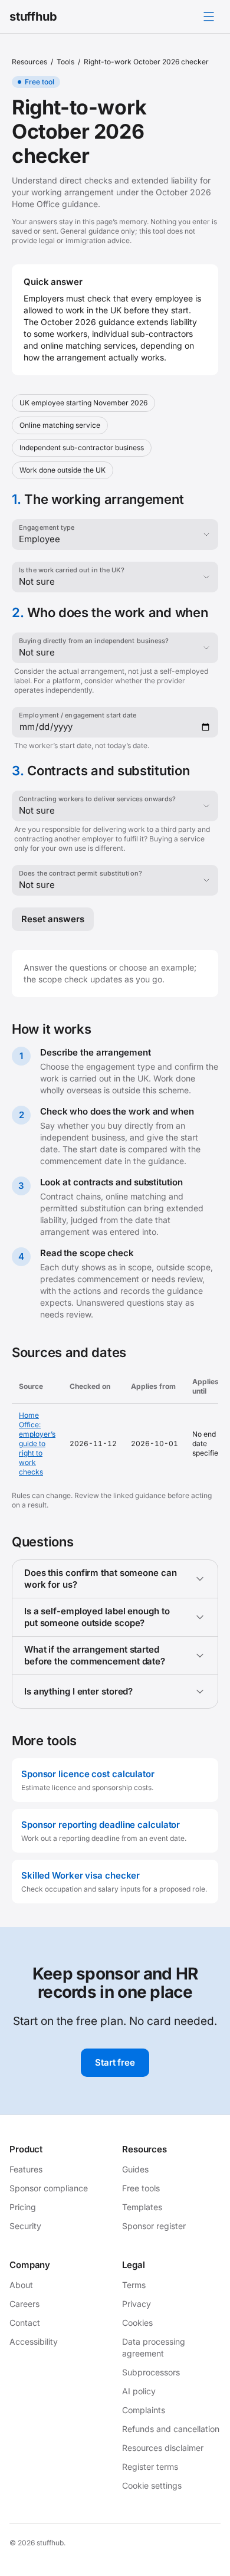 stuffhub
Resources / Tools / Right-to-work October 2026 checker
Free tool
Right-to-work
October 2026
checker
Understand direct checks and extended liability for
your working arrangement under the October 2026
Home Office guidance.
Your answers stay in this page's memory. Nothing you enter is
saved or sent. General guidance only; this tool does not
provide legal or immigration advice.
Quick answer
Employers must check that every employee is
allowed to work in the UK before they start.
The October 2026 guidance extends liability
to some workers, individual sub-contractors
and online matching services, depending on
how the arrangement actually works.
UK employee starting November 2026
Online matching service
Independent sub-contractor business
Work done outside the UK
1. The working arrangement
Engagement type
Employee
Is the work carried out in the UK?
Not sure
2. Who does the work and when
Buying directly from an independent business?
Not sure
Consider the actual arrangement, not just a self-employed
label. For a platform, consider whether the provider
operates independently.
Employment / engagement start date
mm/dd/yyyy
The worker's start date, not today's date.
3. Contracts and substitution
Contracting workers to deliver services onwards?
Not sure
Are you responsible for delivering work to a third party and
contracting another employer to fulfil it? Buying a service
only for your own use is different.
Does the contract permit substitution?
Not sure
Reset answers
Answer the questions or choose an example;
the scope check updates as you go.
How it works
1
Describe the arrangement
Choose the engagement type and confirm the
work is carried out in the UK. Work done
wholly overseas is outside this scheme.
2
Check who does the work and when
Say whether you buy directly from an
independent business, and give the start
date. The start date is compared with the
commencement date in the guidance.
3
Look at contracts and substitution
Contract chains, online matching and
permitted substitution can bring extended
liability, judged from the date that
arrangement was entered into.
4
Read the scope check
Each duty shows as in scope, outside scope,
predates commencement or needs review,
with the actions and records the guidance
expects. Unanswered questions stay as
needs review.
Sources and dates
Source
Checked on
Applies from
Applies
until
Home
Office:
employer's
guide to
right to
work
checks
2026-11-12
2026-10-01
No end
date
specifie
Rules can change. Review the linked guidance before acting
on a result.
Questions
Does this confirm that someone can
work for us?
Is a self-employed label enough to
put someone outside scope?
What if the arrangement started
before the commencement date?
Is anything I enter stored?
More tools
Sponsor licence cost calculator
Estimate licence and sponsorship costs.
Sponsor reporting deadline calculator
Work out a reporting deadline from an event date.
Skilled Worker visa checker
Check occupation and salary inputs for a proposed role.
Keep sponsor and HR
records in one place
Start on the free plan. No card needed.
Start free
Product
Features
Sponsor compliance
Pricing
Security
Resources
Guides
Free tools
Templates
Sponsor register
Company
About
Careers
Contact
Accessibility
Legal
Terms
Privacy
Cookies
Data processing
agreement
Subprocessors
AI policy
Complaints
Refunds and cancellation
Resources disclaimer
Register terms
Cookie settings
© 2026 stuffhub.